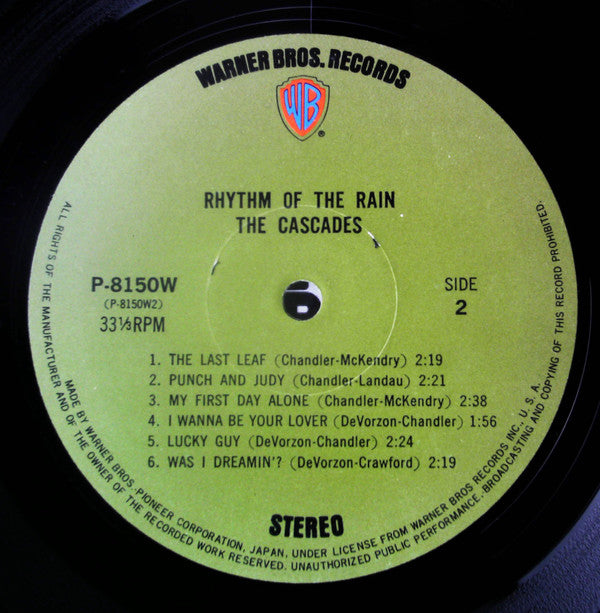 WARNER BROS. RECORDS
WB
®
RHYTHM OF THE RAIN
THE CASCADES
P-8150W
(P-8150W2)
33⅓RPM
SIDE
2
1. THE LAST LEAF (Chandler-McKendry) 2:19
2. PUNCH AND JUDY (Chandler-Landau) 2:21
3. MY FIRST DAY ALONE (Chandler-McKendry) 2:38
4. I WANNA BE YOUR LOVER (DeVorzon-Chandler) 1:56
5. LUCKY GUY (DeVorzon-Chandler) 2:24
6. WAS I DREAMIN'? (DeVorzon-Crawford) 2:19
STEREO
MADE BY WARNER BROS.-PIONEER CORPORATION, JAPAN, UNDER LICENSE FROM WARNER BROS RECORDS INC., U. S. A.
ALL RIGHTS OF THE MANUFACTURER AND OF THE OWNER OF THE RECORDED WORK RESERVED. UNAUTHORIZED PUBLIC PERFORMANCE, BROADCASTING AND COPYING OF THIS RECORD PROHIBITED.